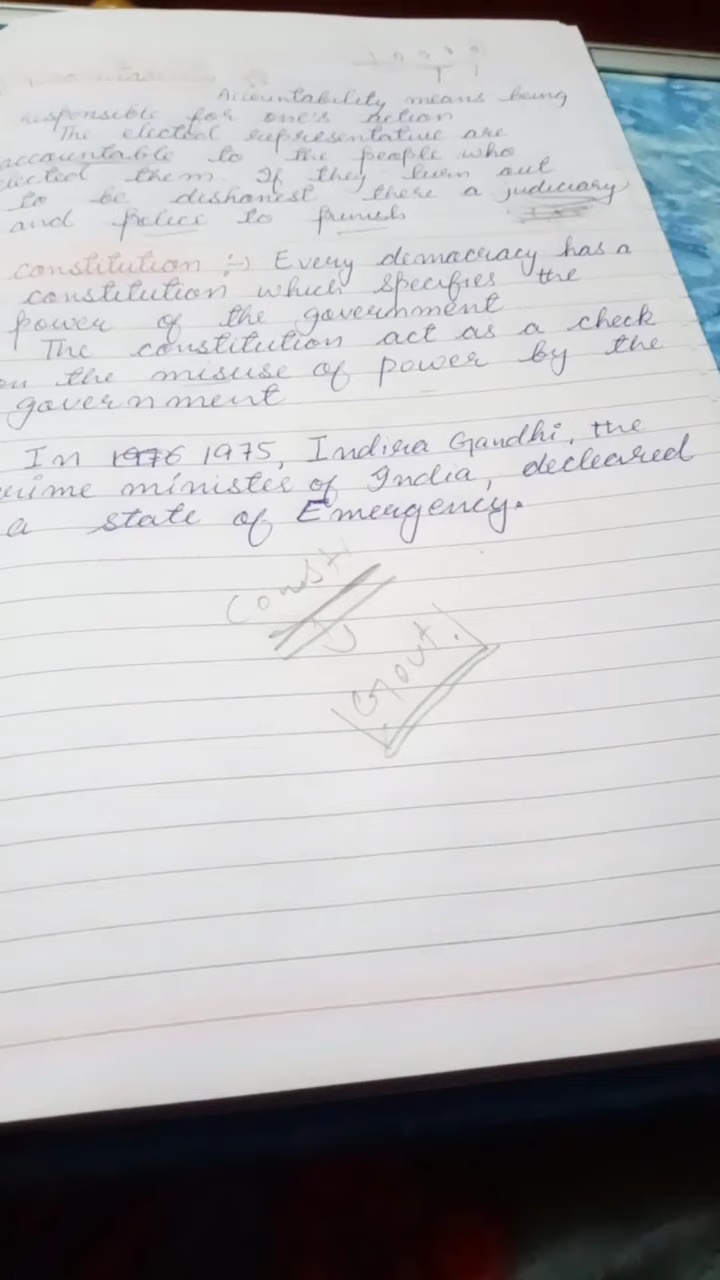 Accountability means being
responsible for one's action
The elected representative are
accountable to the people who
elected them. If they turn out
to be dishonest there a judiciary
and police to punish
constitution :- Every democracy has a
constitution which specifies the
power of the government
The constitution act as a check
on the misuse of power by the
government
In 1976 1975, Indira Gandhi, the
prime minister of India, decleared
a state of Emergency.
Consti
Govt.